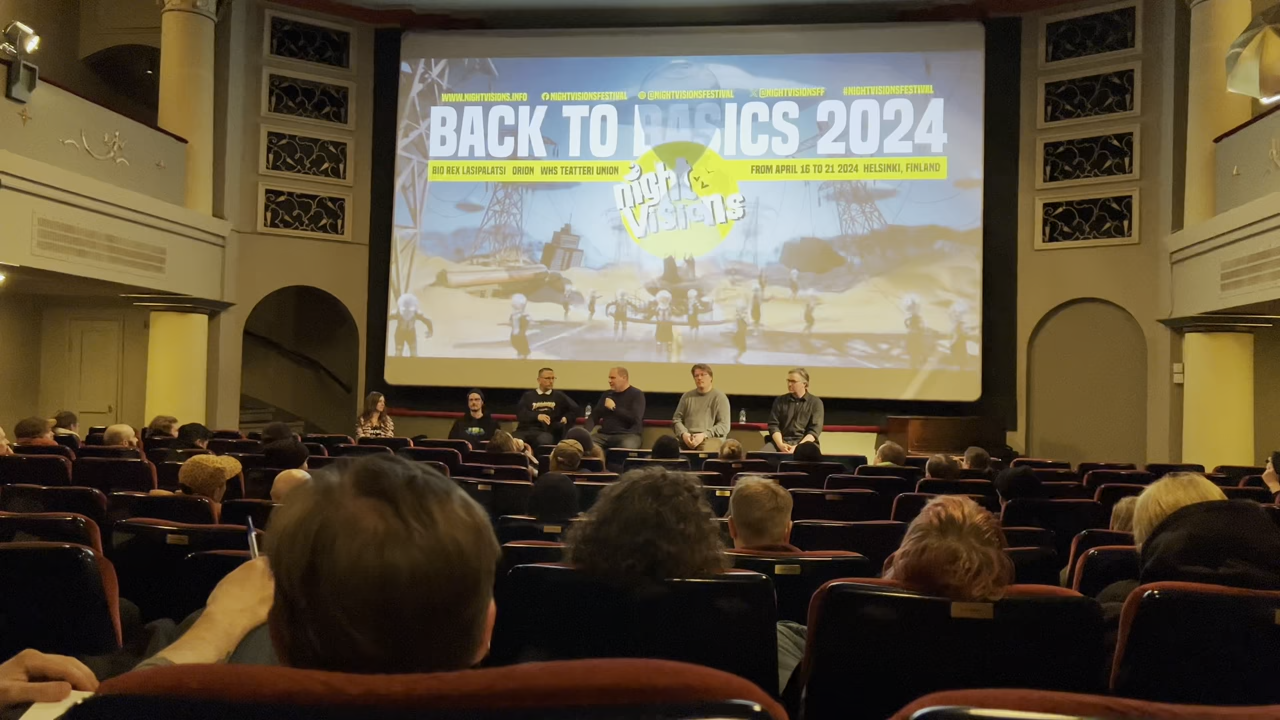 WWW.NIGHTVISIONS.INFO NIGHTVISIONSFESTIVAL @NIGHTVISIONSFESTIVAL @NIGHTVISIONSFF #NIGHTVISIONSFESTIVAL
BACK TO BASICS 2024
BIO REX LASIPALATSI ORION WHS TEATTERI UNION FROM APRIL 16 TO 21 2024 HELSINKI, FINLAND
night
visions